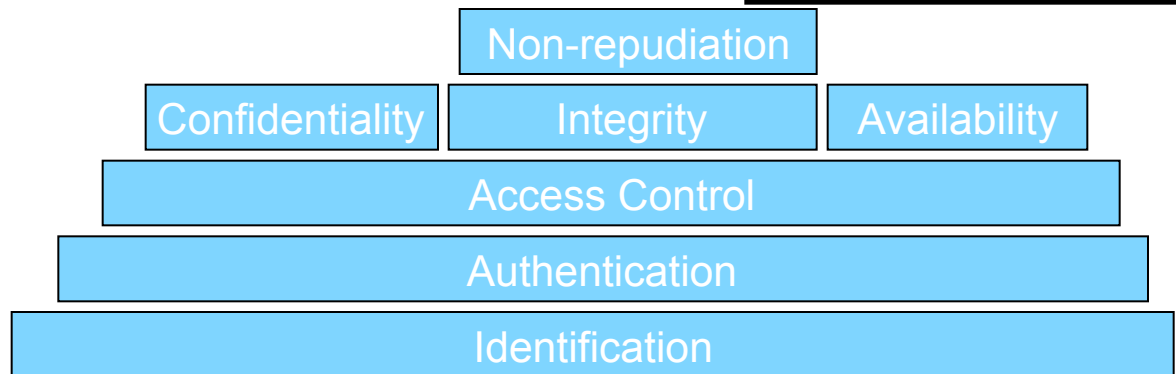 Non-repudiation
Confidentiality Integrity Availability
Access Control
Authentication
Identification